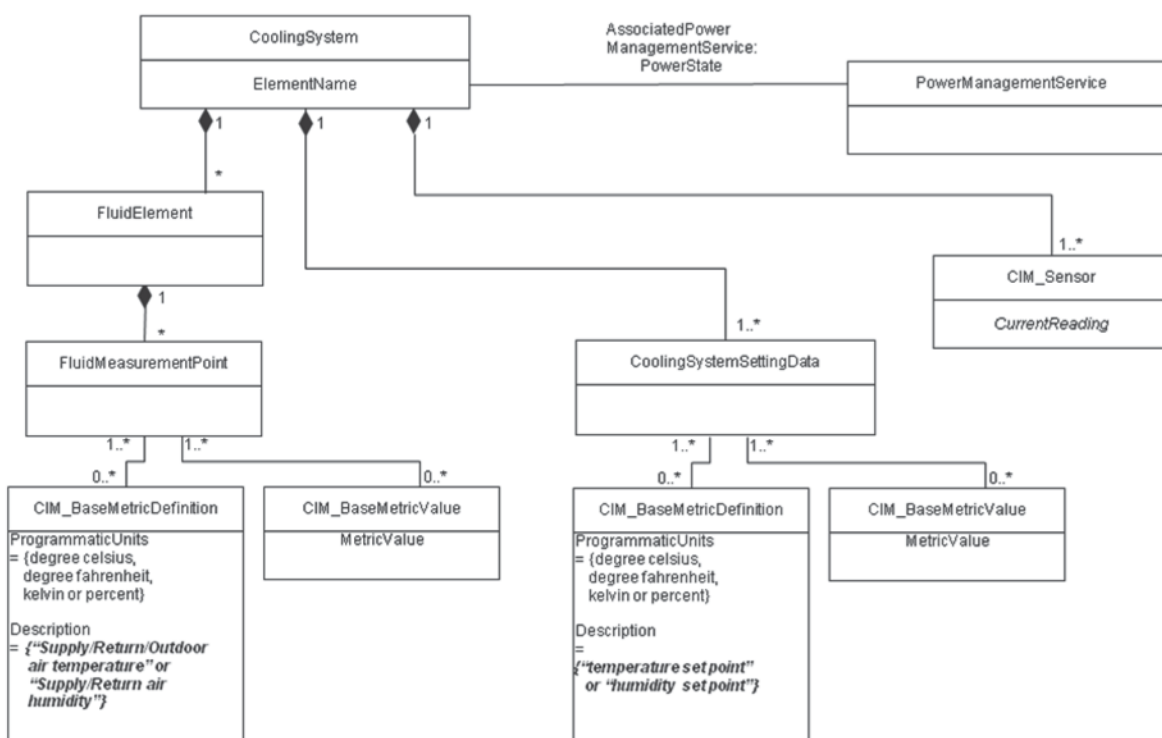 CoolingSystem
ElementName
AssociatedPower
ManagementService:
PowerState
PowerManagementService
1
1
1
*
FluidElement
1
*
1..*
CIM_Sensor
CurrentReading
1..*
FluidMeasurementPoint
CoolingSystemSettingData
1..*
1..*
1..*
1..*
0..*
0..*
0..*
0..*
CIM_BaseMetricDefinition
ProgrammaticUnits
= {degree celsius,
degree fahrenheit,
kelvin or percent}
Description
= {“Supply/Return/Outdoor
air temperature” or
“Supply/Return air
humidity”}
CIM_BaseMetricValue
MetricValue
CIM_BaseMetricDefinition
ProgrammaticUnits
= {degree celsius,
degree fahrenheit,
kelvin or percent}
Description
=
{“temperature set point”
or “humidity set point”}
CIM_BaseMetricValue
MetricValue